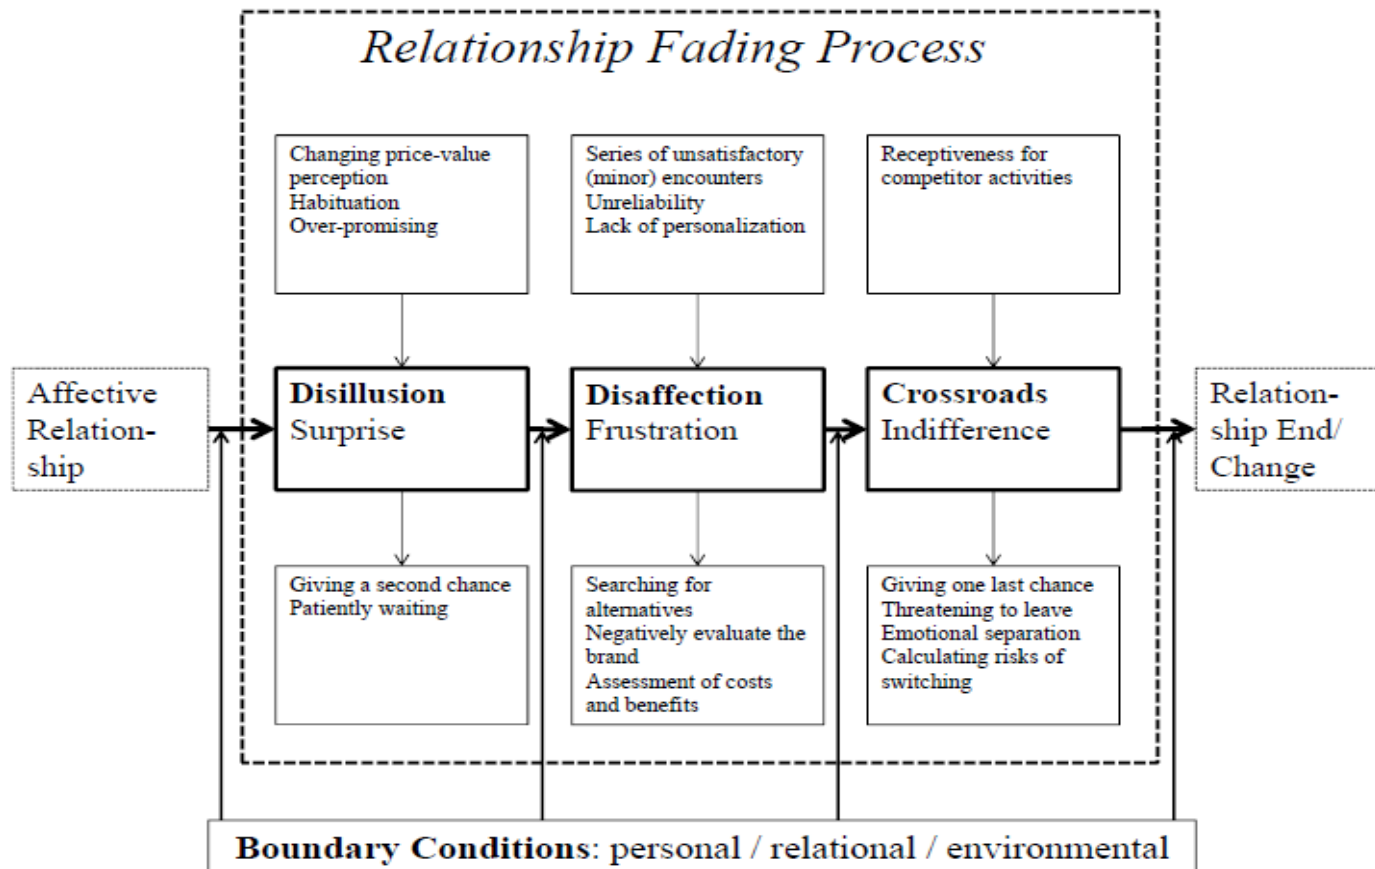 Relationship Fading Process
Changing price-value
perception
Habituation
Over-promising
Series of unsatisfactory
(minor) encounters
Unreliability
Lack of personalization
Receptiveness for
competitor activities
Affective
Relation-
ship
Disillusion
Surprise
Disaffection
Frustration
Crossroads
Indifference
Relation-
ship End/
Change
Giving a second chance
Patiently waiting
Searching for
alternatives
Negatively evaluate the
brand
Assessment of costs
and benefits
Giving one last chance
Threatening to leave
Emotional separation
Calculating risks of
switching
Boundary Conditions: personal / relational / environmental